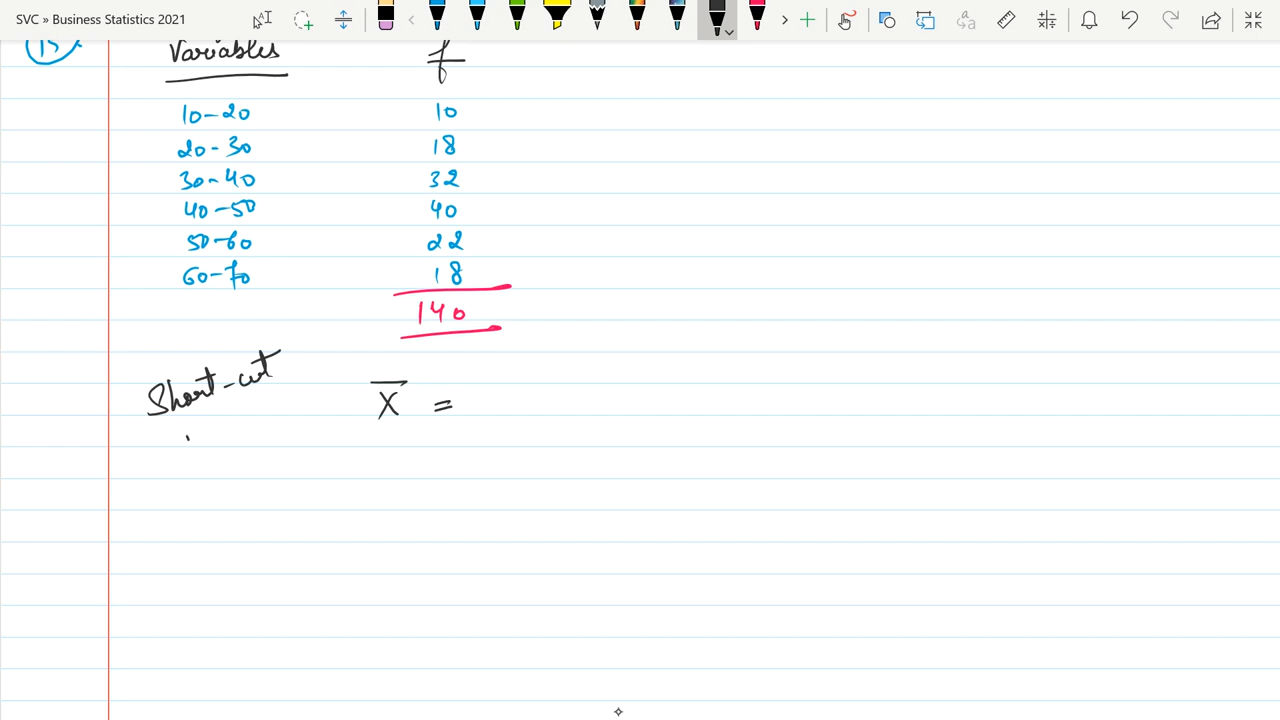 SVC » Business Statistics 2021
Variables f
10-20 10
20-30 18
30-40 32
40-50 40
50-60 22
60-70 18
140
Short-cut X̅ =